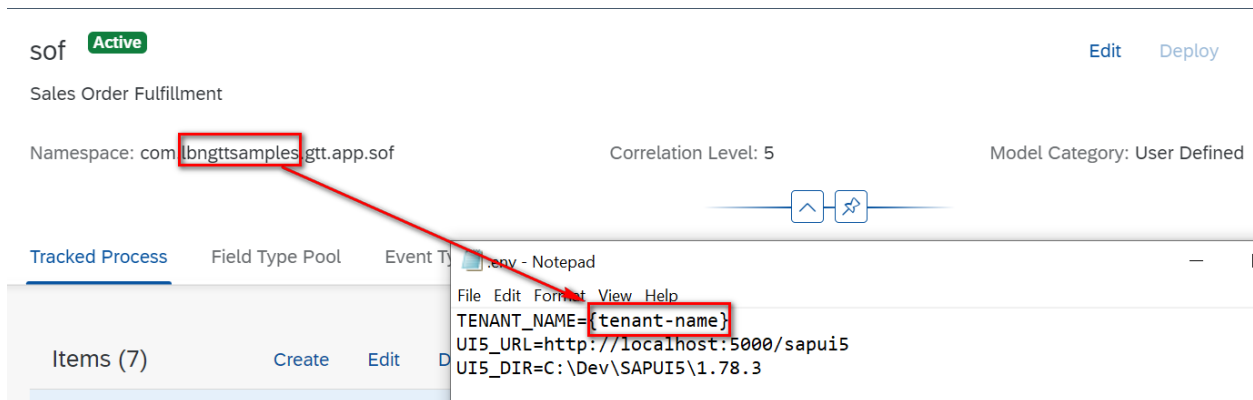 sof Active Edit Deploy
Sales Order Fulfillment
Namespace: com.lbngttsamples.gtt.app.sof Correlation Level: 5 Model Category: User Defined
Tracked Process Field Type Pool Event
.env - Notepad
File Edit Format View Help
TENANT_NAME={tenant-name}
UI5_URL=http://localhost:5000/sapui5
UI5_DIR=C:\Dev\SAPUI5\1.78.3
Items (7) Create Edit